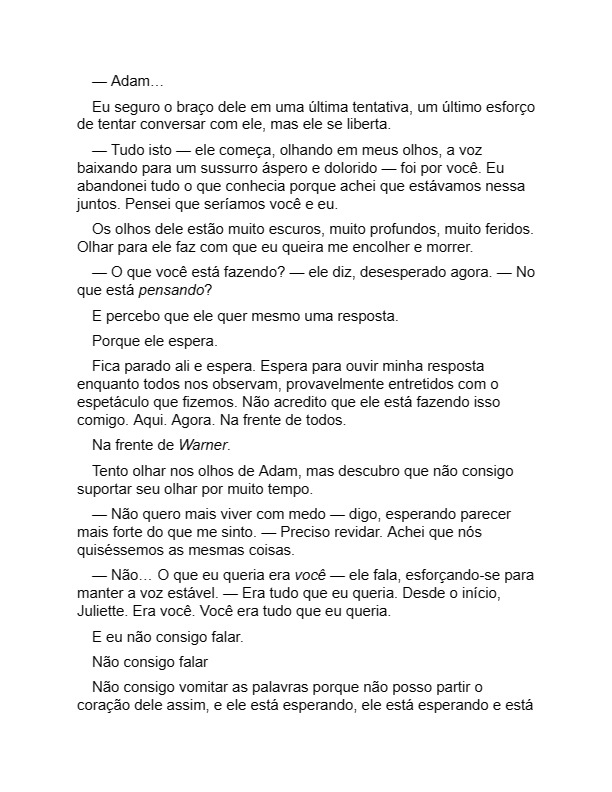 — Adam…
Eu seguro o braço dele em uma última tentativa, um último esforço
de tentar conversar com ele, mas ele se liberta.
— Tudo isto — ele começa, olhando em meus olhos, a voz
baixando para um sussurro áspero e dolorido — foi por você. Eu
abandonei tudo o que conhecia porque achei que estávamos nessa
juntos. Pensei que seríamos você e eu.
Os olhos dele estão muito escuros, muito profundos, muito feridos.
Olhar para ele faz com que eu queira me encolher e morrer.
— O que você está fazendo? — ele diz, desesperado agora. — No
que está pensando?
E percebo que ele quer mesmo uma resposta.
Porque ele espera.
Fica parado ali e espera. Espera para ouvir minha resposta
enquanto todos nos observam, provavelmente entretidos com o
espetáculo que fizemos. Não acredito que ele está fazendo isso
comigo. Aqui. Agora. Na frente de todos.
Na frente de Warner.
Tento olhar nos olhos de Adam, mas descubro que não consigo
suportar seu olhar por muito tempo.
— Não quero mais viver com medo — digo, esperando parecer
mais forte do que me sinto. — Preciso revidar. Achei que nós
quiséssemos as mesmas coisas.
— Não… O que eu queria era você — ele fala, esforçando-se para
manter a voz estável. — Era tudo que eu queria. Desde o início,
Juliette. Era você. Você era tudo que eu queria.
E eu não consigo falar.
Não consigo falar
Não consigo vomitar as palavras porque não posso partir o
coração dele assim, e ele está esperando, ele está esperando e está